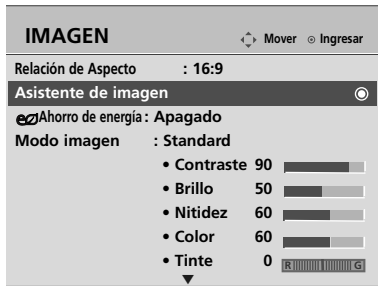 IMAGEN Mover Ingresar
Relación de Aspecto : 16:9
Asistente de imagen
eco Ahorro de energía : Apagado
Modo imagen : Standard
• Contraste 90
• Brillo 50
• Nitidez 60
• Color 60
• Tinte 0 R G